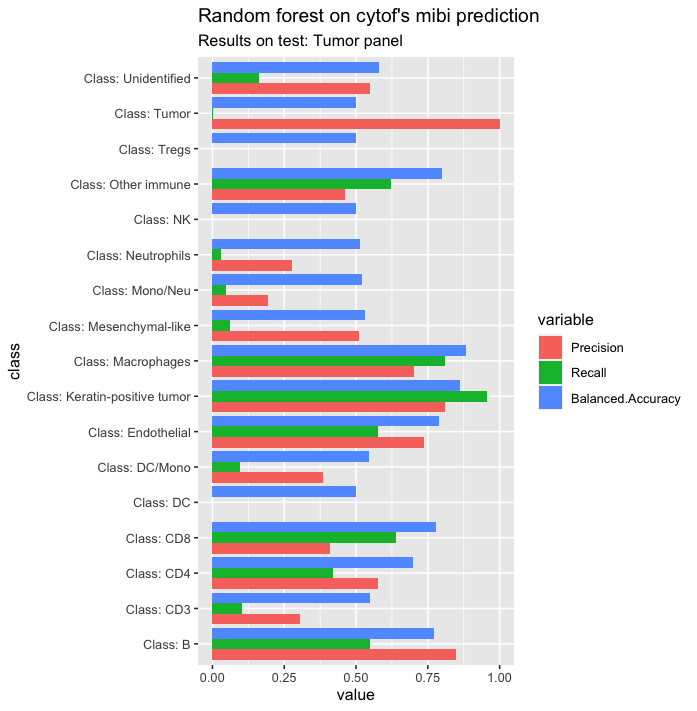 Random forest on cytof's mibi prediction
Results on test: Tumor panel
class
Class: Unidentified
Class: Tumor
Class: Tregs
Class: Other immune
Class: NK
Class: Neutrophils
Class: Mono/Neu
Class: Mesenchymal-like
Class: Macrophages
Class: Keratin-positive tumor
Class: Endothelial
Class: DC/Mono
Class: DC
Class: CD8
Class: CD4
Class: CD3
Class: B
0.00 0.25 0.50 0.75 1.00
value
variable
Precision
Recall
Balanced.Accuracy